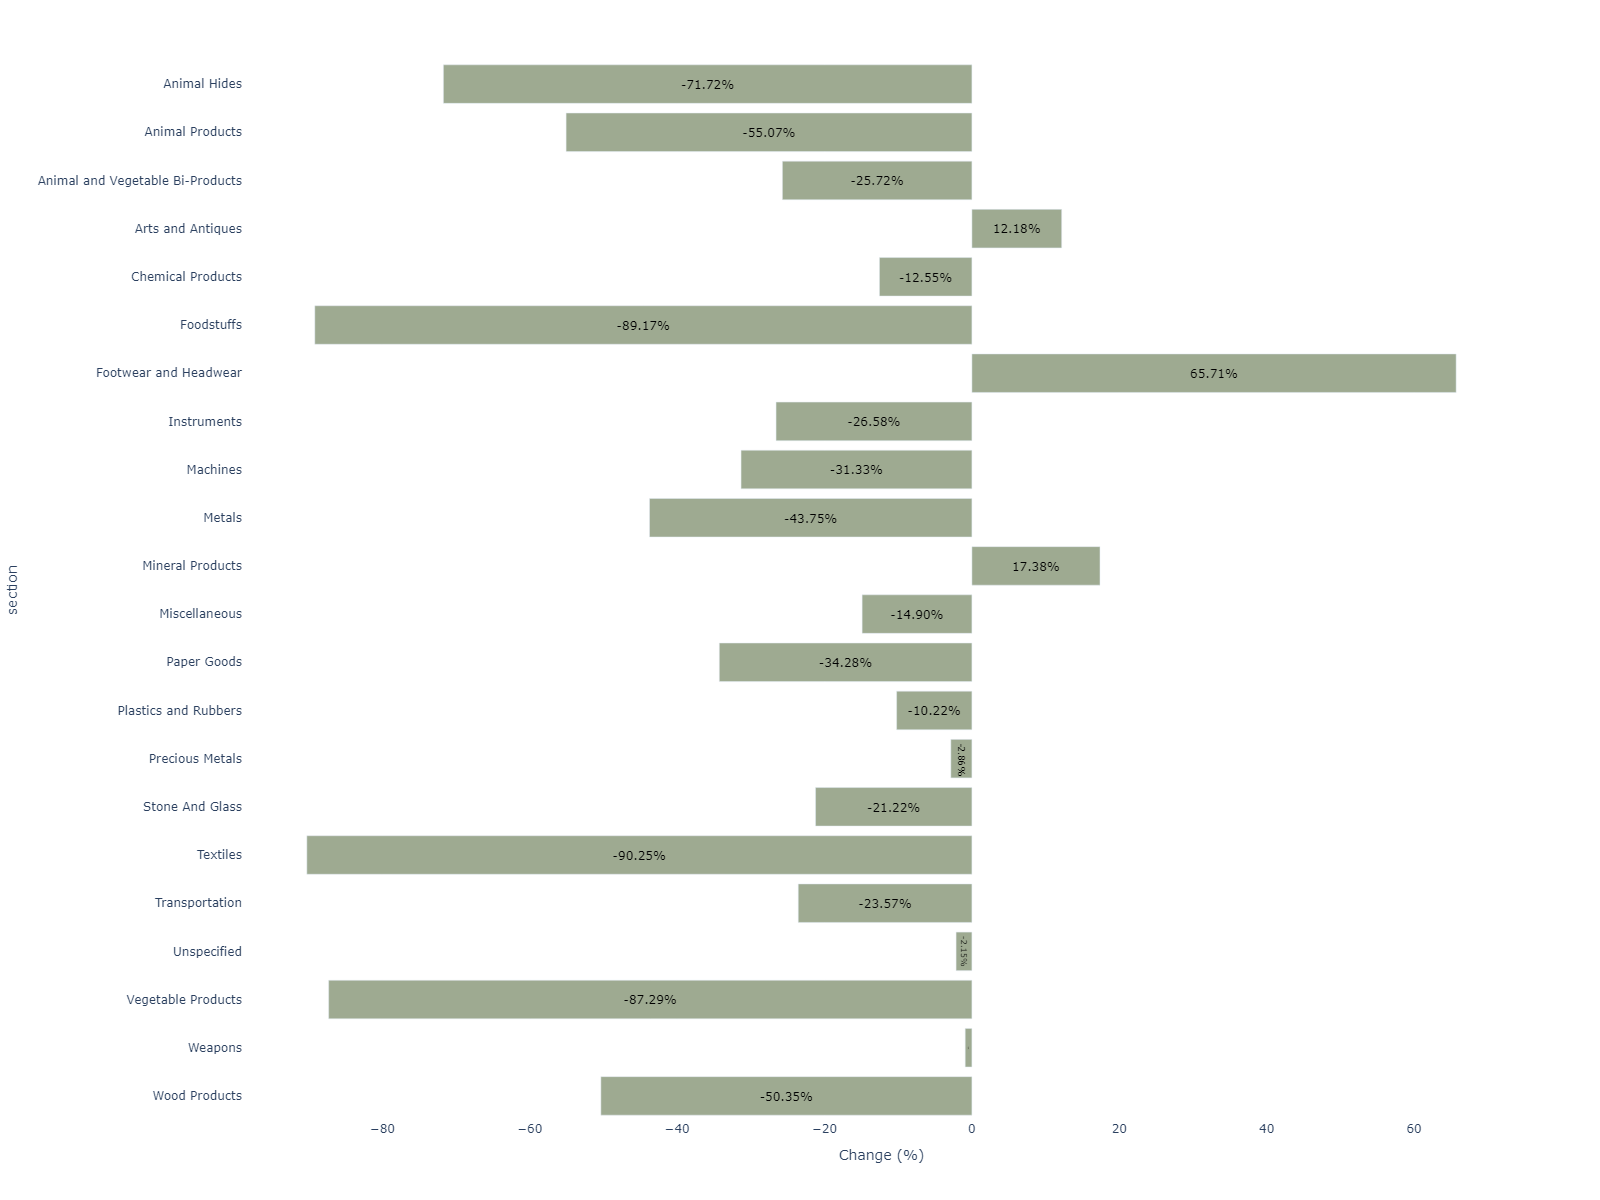 Animal Hides -71.72%
Animal Products -55.07%
Animal and Vegetable Bi-Products -25.72%
Arts and Antiques 12.18%
Chemical Products -12.55%
Foodstuffs -89.17%
Footwear and Headwear 65.71%
Instruments -26.58%
Machines -31.33%
Metals -43.75%
Mineral Products 17.38%
Miscellaneous -14.90%
Paper Goods -34.28%
Plastics and Rubbers -10.22%
Precious Metals -2.86%
Stone And Glass -21.22%
Textiles -90.25%
Transportation -23.57%
Unspecified -2.15%
Vegetable Products -87.29%
Weapons
Wood Products -50.35%
section
−80 −60 −40 −20 0 20 40 60
Change (%)